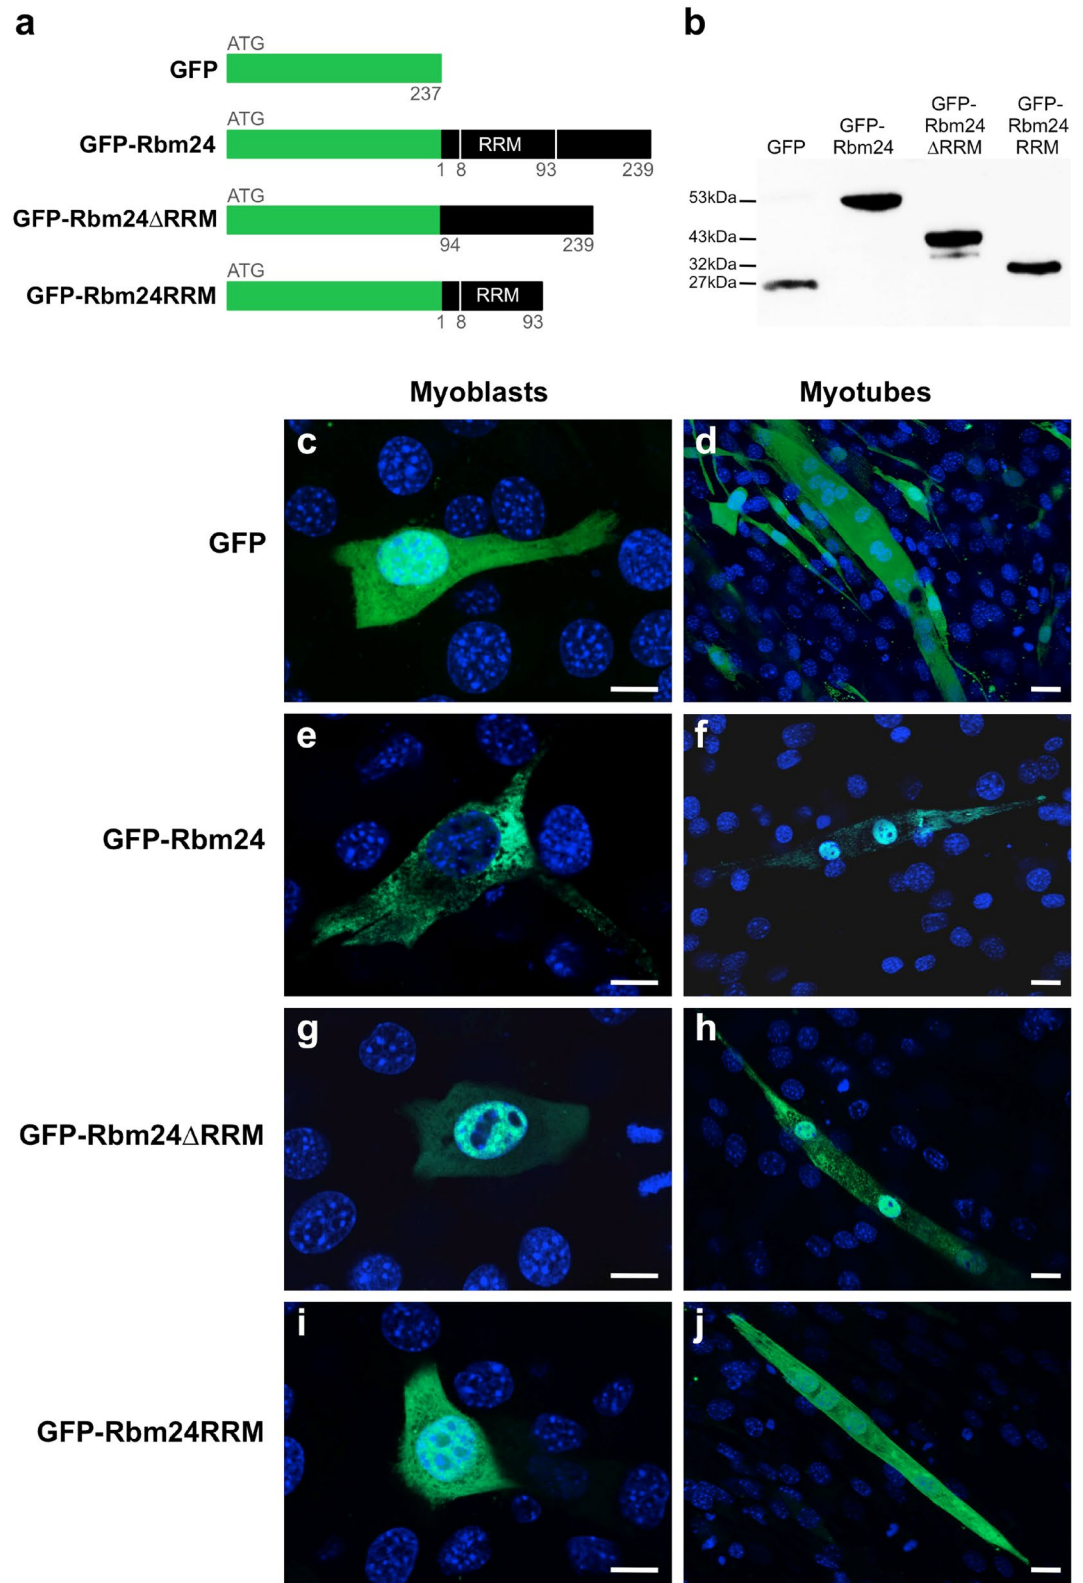 a
ATG
GFP
237
ATG
GFP-Rbm24
RRM
1 8 93 239
ATG
GFP-Rbm24ΔRRM
94 239
ATG
GFP-Rbm24RRM
RRM
1 8 93
b
GFP
GFP-
Rbm24
GFP-
Rbm24
ΔRRM
GFP-
Rbm24
RRM
53kDa
43kDa
32kDa
27kDa
Myoblasts Myotubes
GFP
c d
GFP-Rbm24
e f
GFP-Rbm24ΔRRM
g h
GFP-Rbm24RRM
i j